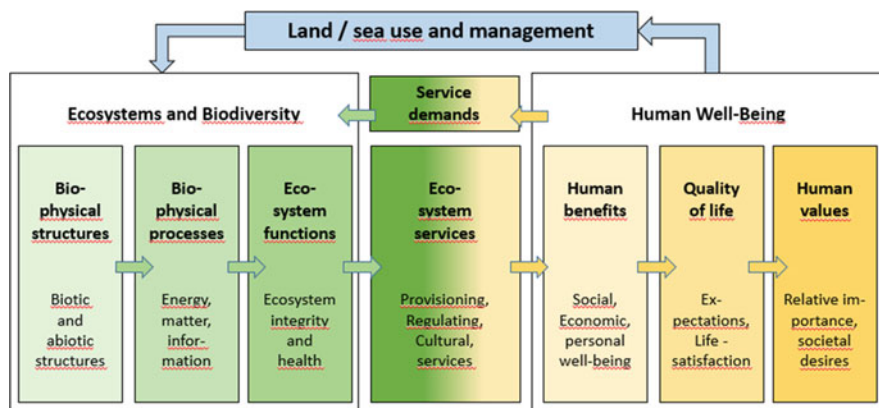 Land / sea use and management
Ecosystems and Biodiversity
Service
demands
Human Well-Being
Bio-
physical
structures
Biotic
and
abiotic
structures
Bio-
physical
processes
Energy,
matter,
infor-
mation
Eco-
system
functions
Ecosystem
integrity
and
health
Eco-
system
services
Provisioning,
Regulating,
Cultural,
services
Human
benefits
Social,
Economic,
personal
well-being
Quality
of life
Ex-
pectations,
Life -
satisfaction
Human
values
Relative im-
portance,
societal
desires